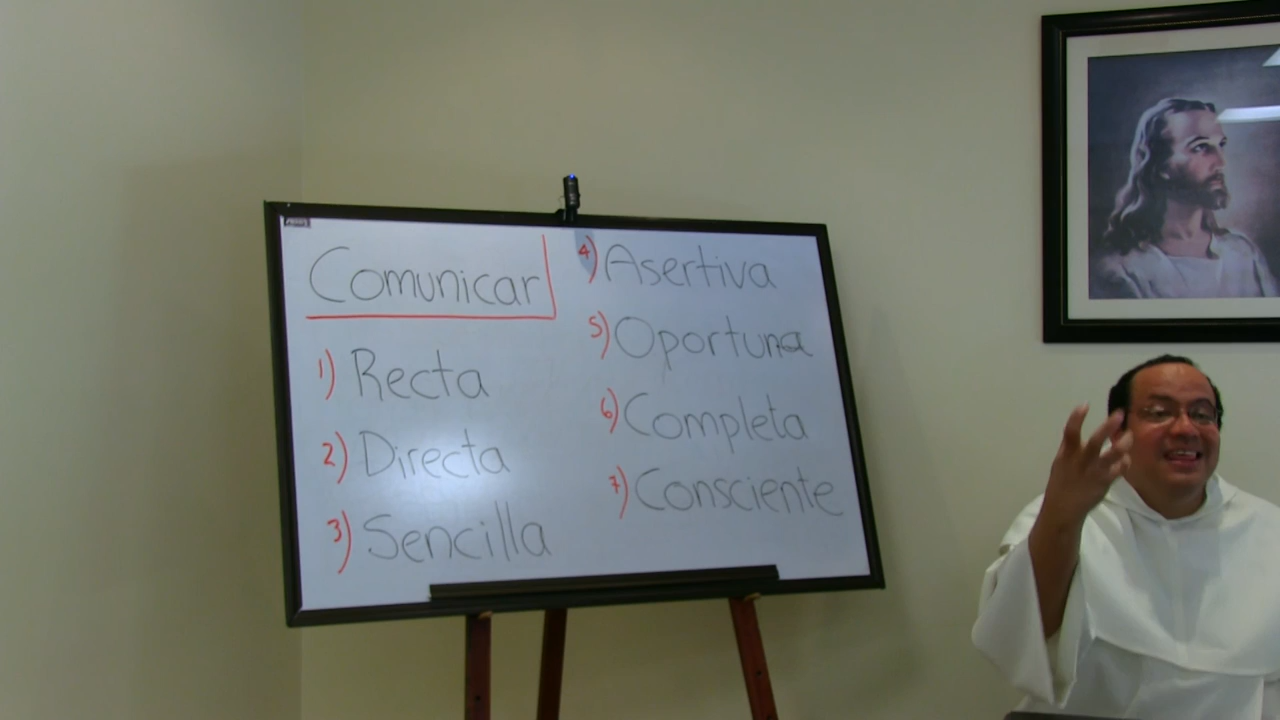 Comunicar
1) Recta
2) Directa
3) Sencilla
4) Asertiva
5) Oportuna
6) Completa
7) Consciente